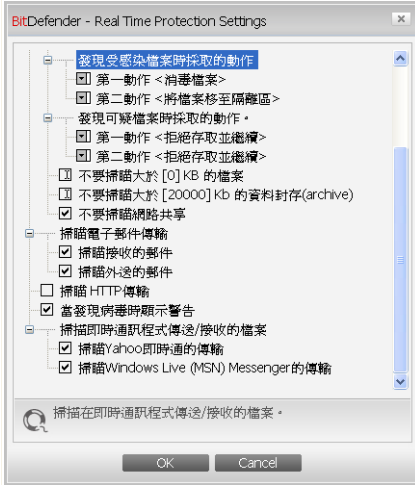 BitDefender - Real Time Protection Settings
發現受感染檔案時採取的動作
第一動作 <消毒檔案>
第二動作 <將檔案移至隔離區>
發現可疑檔案時採取的動作。
第一動作 <拒絕存取並繼續>
第二動作 <拒絕存取並繼續>
不要掃瞄大於 [0] KB 的檔案
不要掃瞄大於 [20000] Kb 的資料封存(archive)
不要掃瞄網路共享
掃瞄電子郵件傳輸
掃瞄接收的郵件
掃瞄外送的郵件
掃瞄 HTTP傳輸
當發現病毒時顯示警告
掃描即時通訊程式傳送/接收的檔案
掃瞄Yahoo即時通的傳輸
掃瞄Windows Live (MSN) Messenger的傳輸
掃描在即時通訊程式傳送/接收的檔案。
OK
Cancel